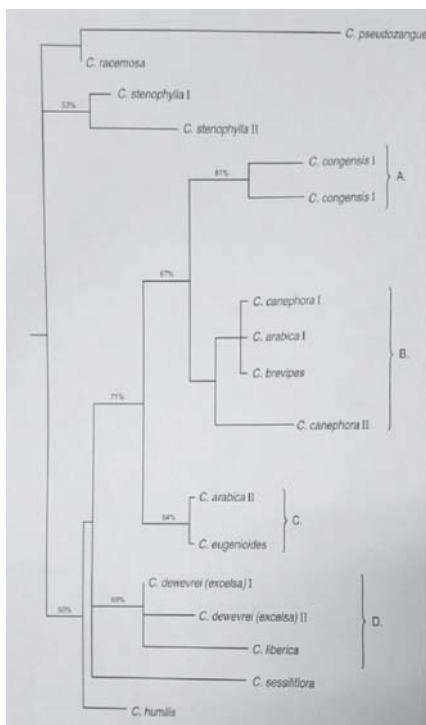 C. pseudozangue
C. racemosa
C. stenophylla I
53%
C. stenophylla II
C. congensis I
81%
A.
C. congensis I
67%
C. canephora I
C. arabica I
B.
C. brevipes
71%
C. canephora II
C. arabica II
64%
C.
C. eugenioides
C. dewevrei (excelsa) I
69%
C. dewevrei (excelsa) II
50%
D.
C. liberica
C. sessiliflora
C. humilis